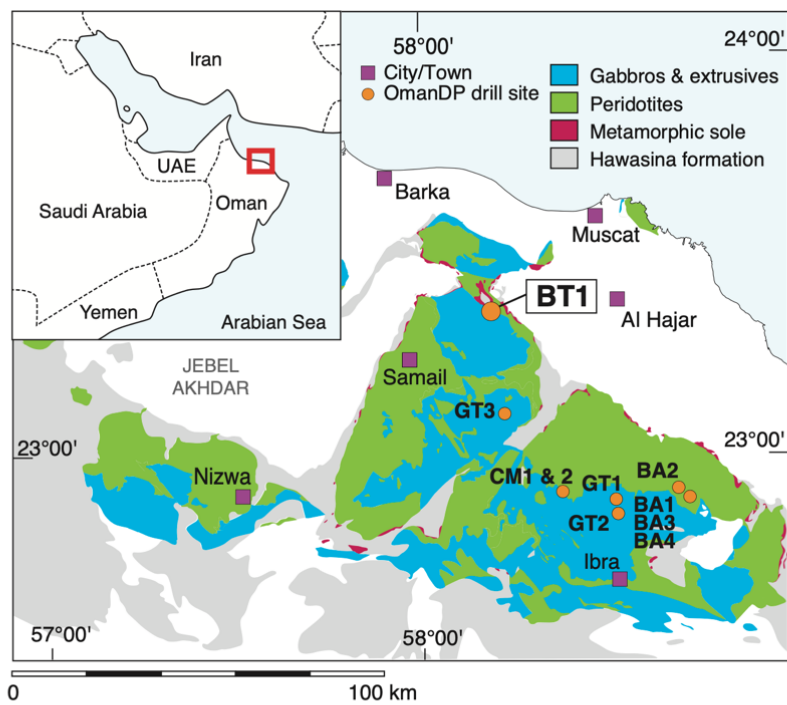 58°00'
24°00'
Iran
UAE
Saudi Arabia
Oman
Yemen
Arabian Sea
City/Town
OmanDP drill site
Gabbros & extrusives
Peridotites
Metamorphic sole
Hawasina formation
Barka
Muscat
BT1
Al Hajar
JEBEL
AKHDAR
Samail
GT3
23°00'
23°00'
Nizwa
CM1 & 2
GT1
BA2
GT2
BA1
BA3
BA4
Ibra
57°00'
58°00'
0
100 km